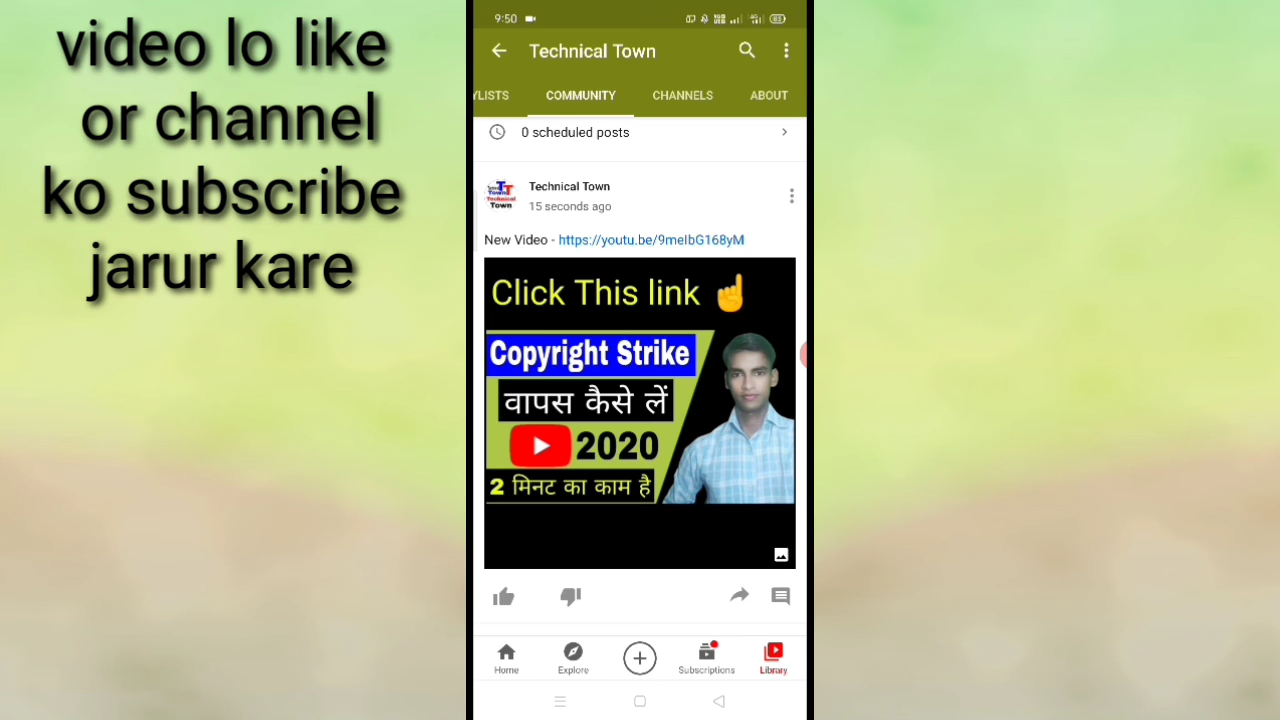 video lo like
or channel
ko subscribe
jarur kare
9:50
Technical Town
YLISTS COMMUNITY CHANNELS ABOUT
0 scheduled posts
Technical Town
15 seconds ago
New Video - https://youtu.be/9meIbG168yM
Click This link
Copyright Strike
वापस कैसे लें
2020
2 मिनट का काम है
Home Explore Subscriptions Library